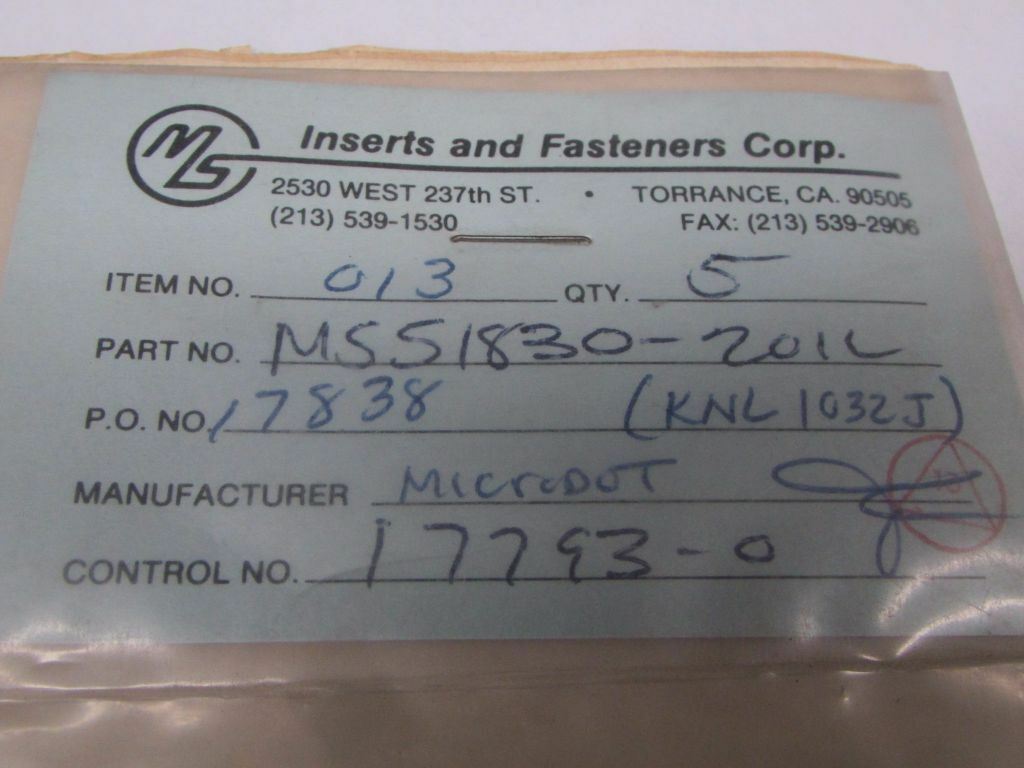 MS Inserts and Fasteners Corp.
2530 WEST 237th ST. • TORRANCE, CA. 90505
(213) 539-1530 FAX: (213) 539-2906
ITEM NO. 013 QTY. 5
PART NO. MS51830-201L
P.O. NO. 17838 (KNL1032J)
MANUFACTURER MICRODOT
CONTROL NO. 17793-0